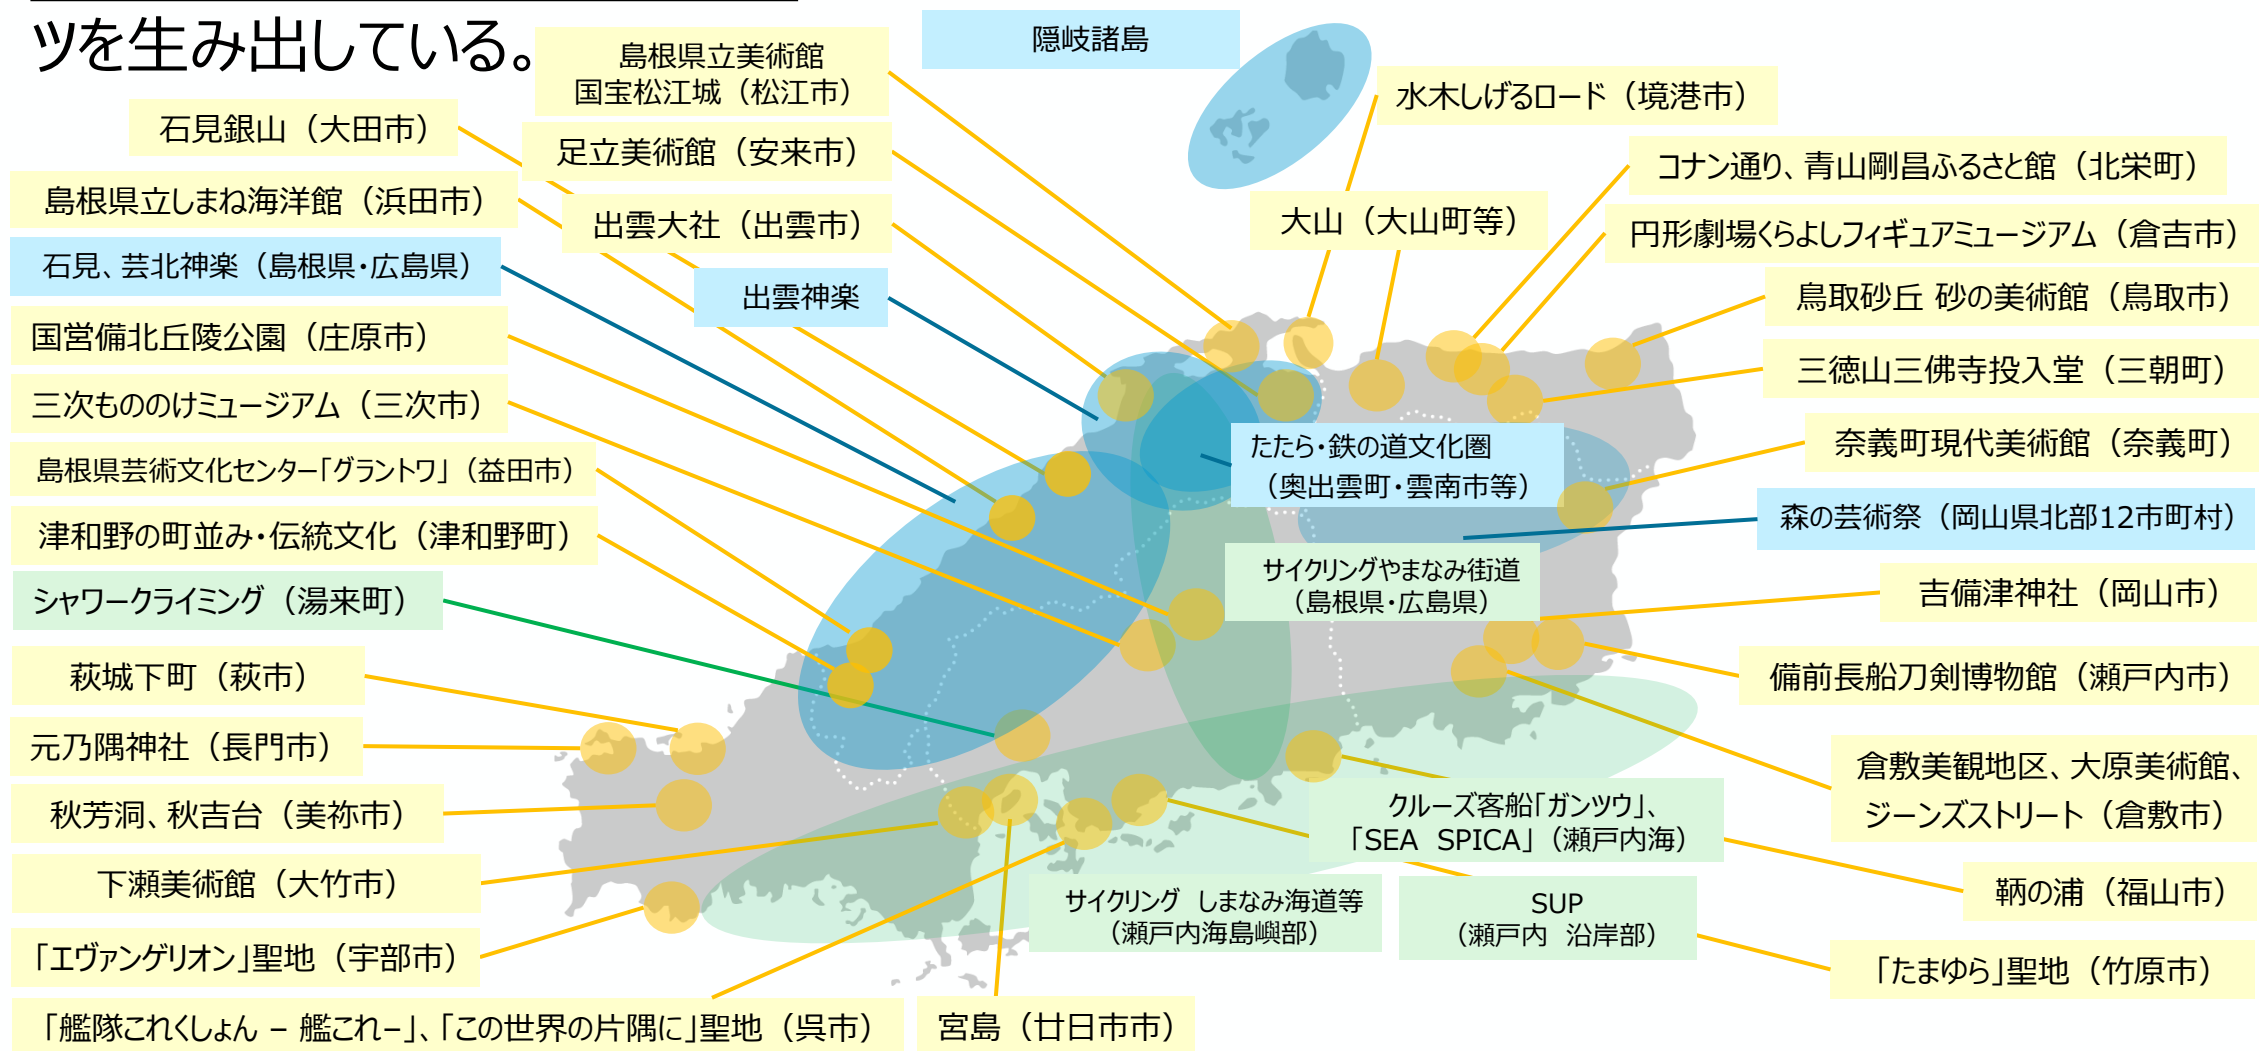 ツを生み出している。
島根県立美術館
国宝松江城（松江市）
隠岐諸島
水木しげるロード（境港市）
石見銀山（大田市）
足立美術館（安来市）
コナン通り、青山剛昌ふるさと館（北栄町）
島根県立しまね海洋館（浜田市）
出雲大社（出雲市）
大山（大山町等）
円形劇場くらよしフィギュアミュージアム（倉吉市）
石見、芸北神楽（島根県・広島県）
出雲神楽
鳥取砂丘 砂の美術館（鳥取市）
国営備北丘陵公園（庄原市）
三徳山三佛寺投入堂（三朝町）
三次もののけミュージアム（三次市）
たたら・鉄の道文化圏
（奥出雲町・雲南市等）
奈義町現代美術館（奈義町）
島根県芸術文化センター「グラントワ」（益田市）
森の芸術祭（岡山県北部12市町村）
津和野の町並み・伝統文化（津和野町）
サイクリングやまなみ街道
（島根県・広島県）
シャワークライミング（湯来町）
吉備津神社（岡山市）
萩城下町（萩市）
備前長船刀剣博物館（瀬戸内市）
元乃隅神社（長門市）
倉敷美観地区、大原美術館、
ジーンズストリート（倉敷市）
秋芳洞、秋吉台（美祢市）
クルーズ客船「ガンツウ」、
「SEA SPICA」（瀬戸内海）
下瀬美術館（大竹市）
サイクリング しまなみ海道等
（瀬戸内海島嶼部）
SUP
（瀬戸内 沿岸部）
鞆の浦（福山市）
「エヴァンゲリオン」聖地（宇部市）
「たまゆら」聖地（竹原市）
「艦隊これくしょん － 艦これ－」、「この世界の片隅に」聖地（呉市）
宮島（廿日市市）